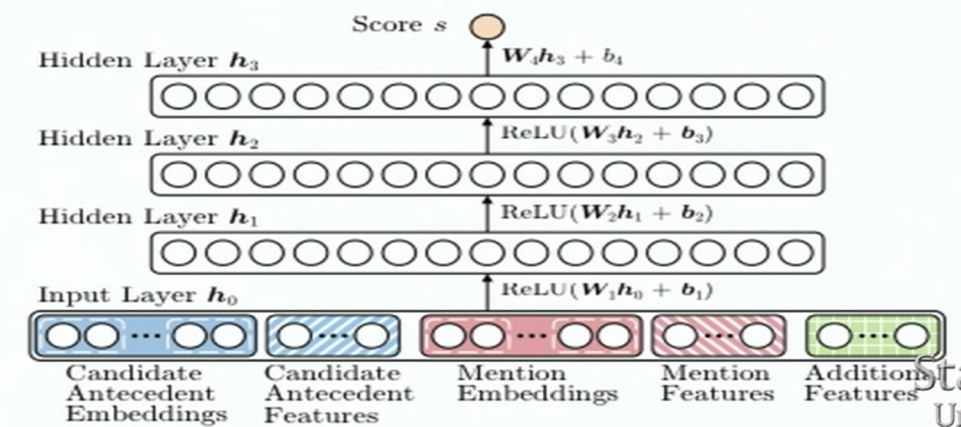 Score s
W₄h₃ + b₄
Hidden Layer h₃
ReLU(W₃h₂ + b₃)
Hidden Layer h₂
ReLU(W₂h₁ + b₂)
Hidden Layer h₁
ReLU(W₁h₀ + b₁)
Input Layer h₀
Candidate Antecedent Embeddings
Candidate Antecedent Features
Mention Embeddings
Mention Features
Addition Features